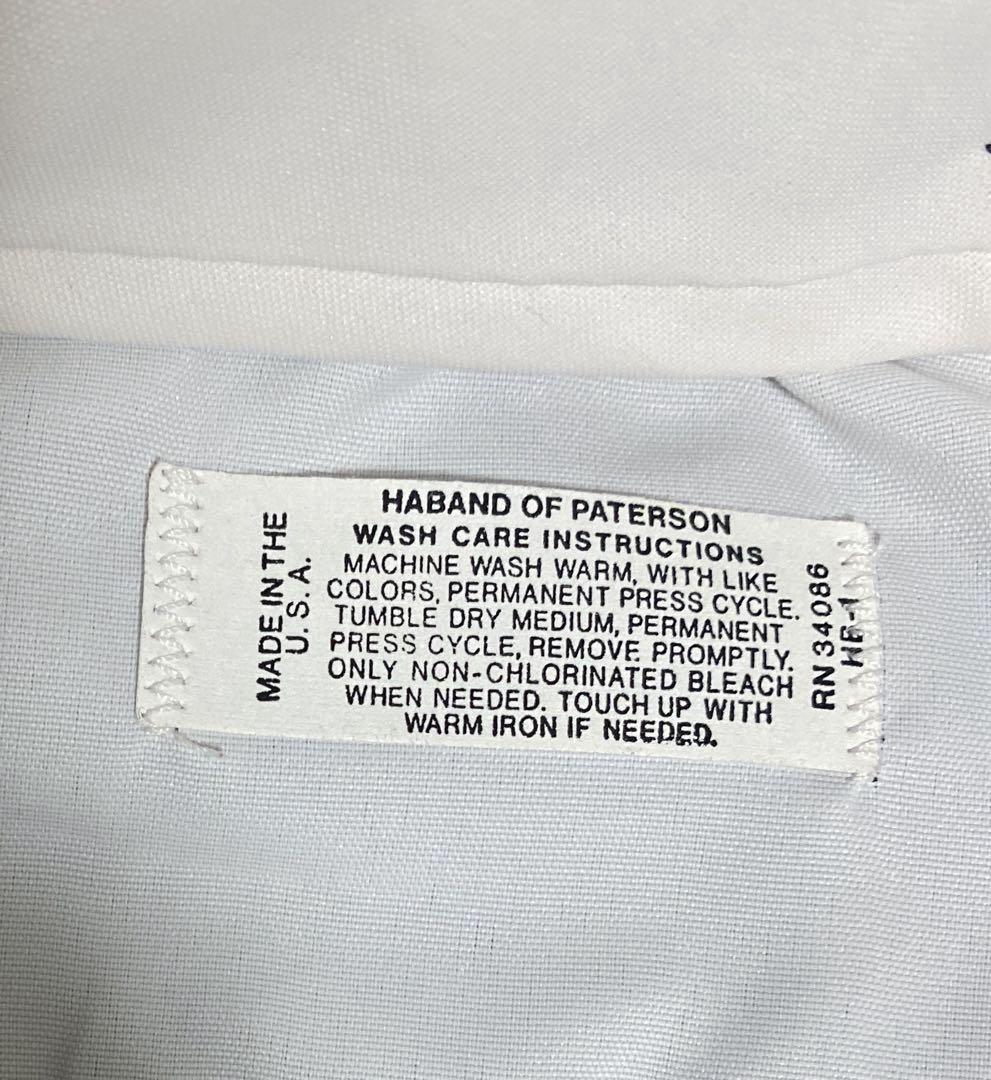 MADE IN THE
U.S.A.
HABAND OF PATERSON
WASH CARE INSTRUCTIONS
MACHINE WASH WARM, WITH LIKE
COLORS, PERMANENT PRESS CYCLE.
TUMBLE DRY MEDIUM, PERMANENT
PRESS CYCLE, REMOVE PROMPTLY.
ONLY NON-CHLORINATED BLEACH
WHEN NEEDED. TOUCH UP WITH
WARM IRON IF NEEDED.
RN 34086